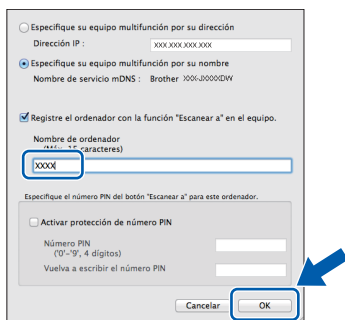 Especifique su equipo multifunción por su dirección
Dirección IP : XXX.XXX.XXX.XXX
Especifique su equipo multifunción por su nombre
Nombre de servicio mDNS : Brother XXX-JXXXXDW
Registre el ordenador con la función "Escanear a" en el equipo.
Nombre de ordenador
(Máx. 15 caracteres)
XXXX
Especifique el número PIN del botón "Escanear a" para este ordenador.
Activar protección de número PIN
Número PIN
('0'-'9', 4 dígitos)
Vuelva a escribir el número PIN
Cancelar OK